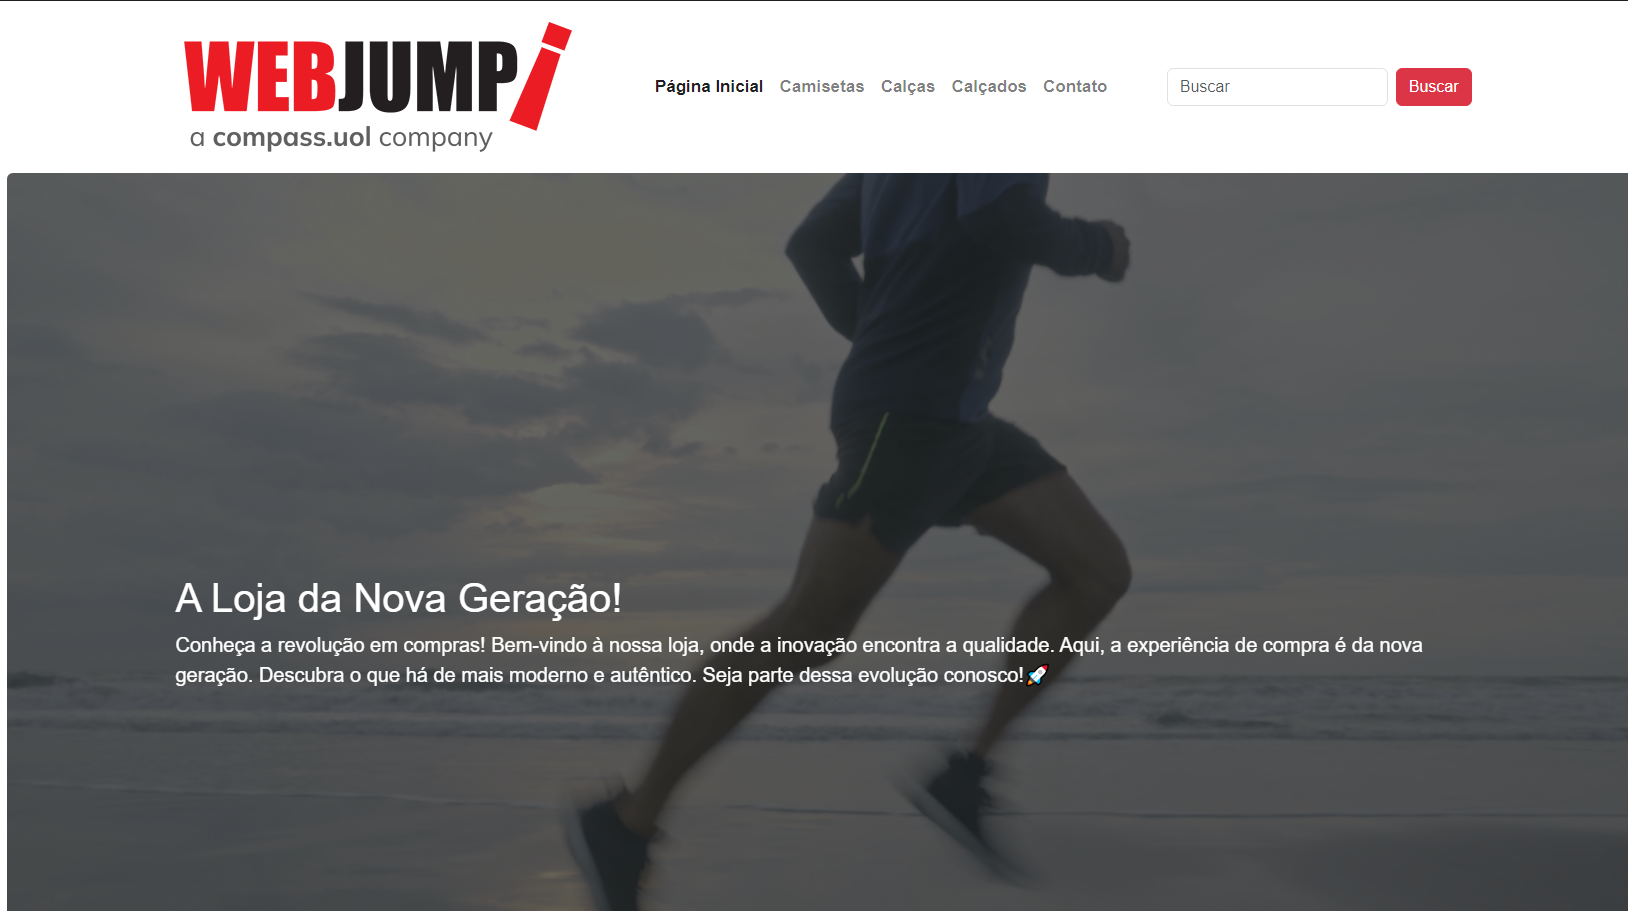 WEBJUMP!
a compass.uol company
Página Inicial Camisetas Calças Calçados Contato
Buscar Buscar
A Loja da Nova Geração!
Conheça a revolução em compras! Bem-vindo à nossa loja, onde a inovação encontra a qualidade. Aqui, a experiência de compra é da nova
geração. Descubra o que há de mais moderno e autêntico. Seja parte dessa evolução conosco!🚀